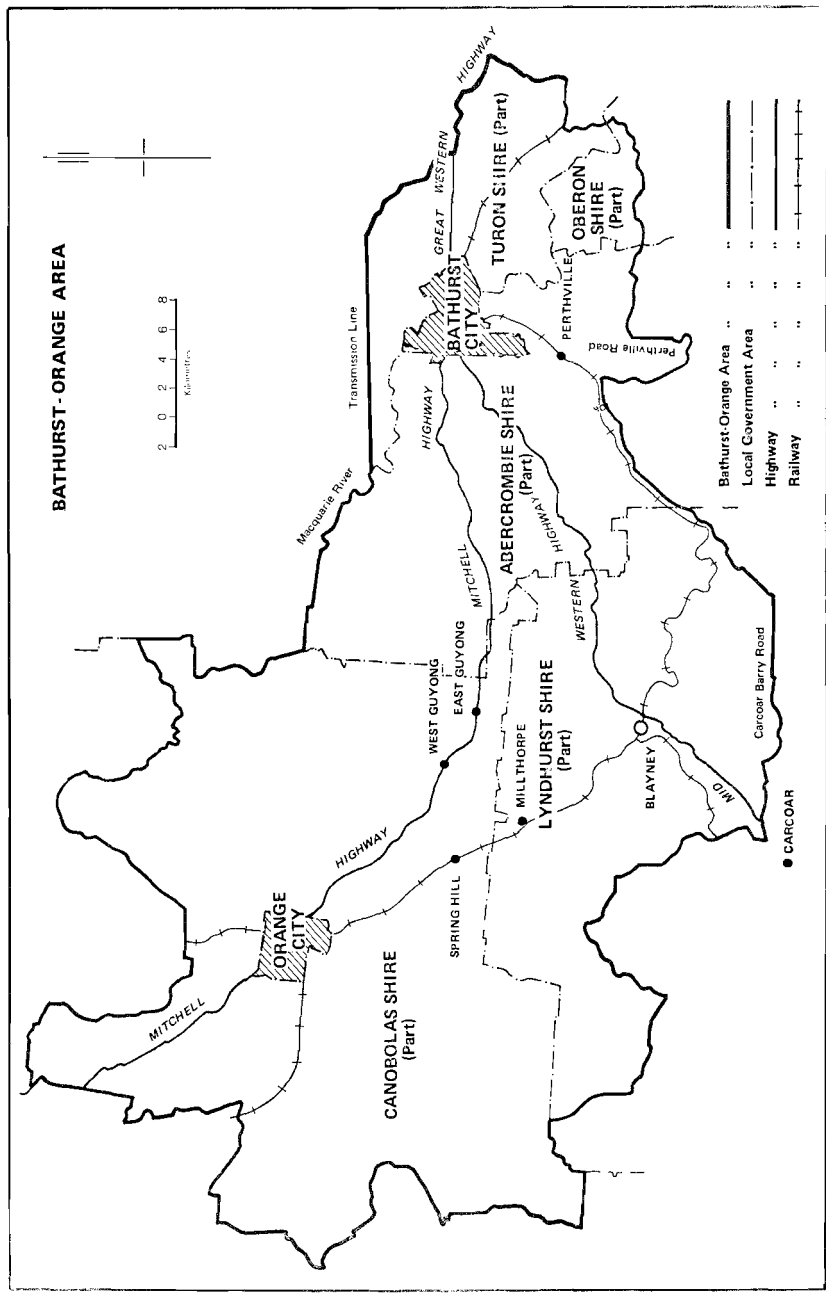 BATHURST - ORANGE AREA
2 0 2 4 6 8
Kilometres
HIGHWAY
GREAT WESTERN
Transmission Line
Macquarie River
TURON SHIRE (Part)
OBERON
SHIRE
(Part)
BATHURST
CITY
PERTHVILLE
Perthville Road
HIGHWAY
MITCHELL
ABERCROMBIE SHIRE
(Part)
HIGHWAY
WESTERN
MID
WEST GUYONG
EAST GUYONG
HIGHWAY
MITCHELL
ORANGE
CITY
SPRING HILL
MILLTHORPE
LYNDHURST SHIRE
(Part)
BLAYNEY
CANOBOLAS SHIRE
(Part)
Carcoar Barry Road
CARCOAR
Bathurst-Orange Area " " "
Local Government Area " "
Highway " " " " "
Railway " " " " "